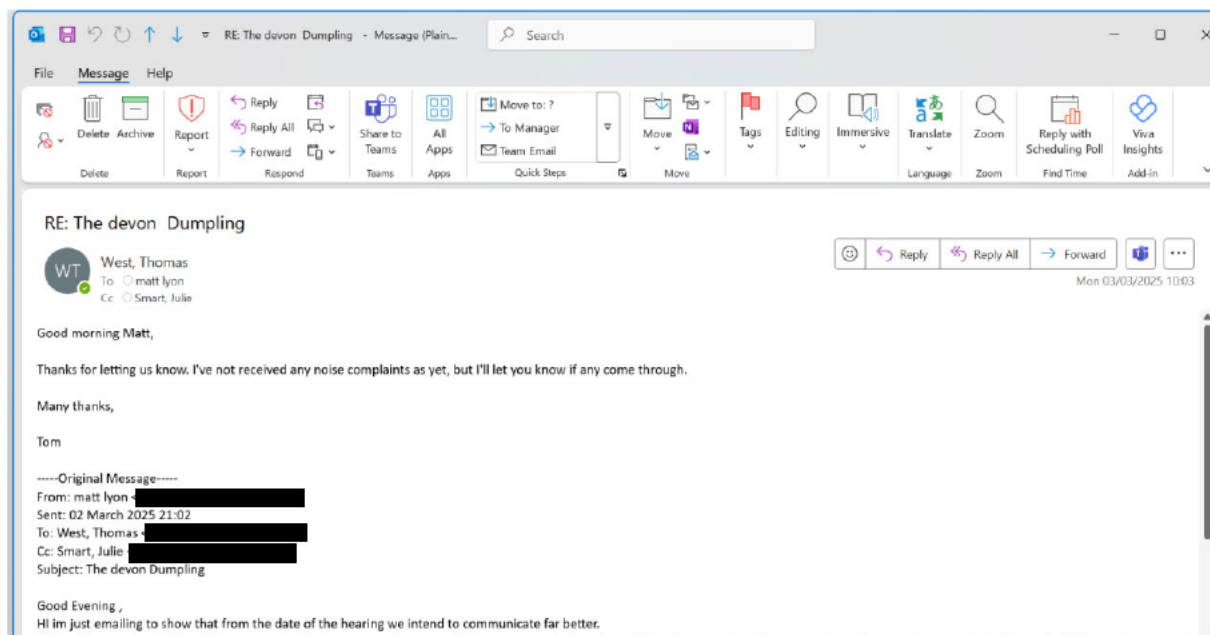 RE: The devon  Dumpling  -  Message (Plain...
Search
File Message Help
Delete Archive
Report
Reply
Reply All
Forward
Share to Teams
All Apps
Move to: ?
To Manager
Team Email
Move
Tags
Editing
Immersive
Translate
Zoom
Reply with Scheduling Poll
Viva Insights
Delete Report Respond Teams Apps Quick Steps Move Language Zoom Find Time Add-in
RE: The devon  Dumpling
WT
West, Thomas
To matt lyon
Cc Smart, Julie
Reply Reply All Forward
Mon 03/03/2025 10:03
Good morning Matt,
Thanks for letting us know. I've not received any noise complaints as yet, but I'll let you know if any come through.
Many thanks,
Tom
-----Original Message-----
From: matt lyon <
Sent: 02 March 2025 21:02
To: West, Thomas <
Cc: Smart, Julie <
Subject: The devon Dumpling
Good Evening ,
HI im just emailing to show that from the date of the hearing we intend to communicate far better.